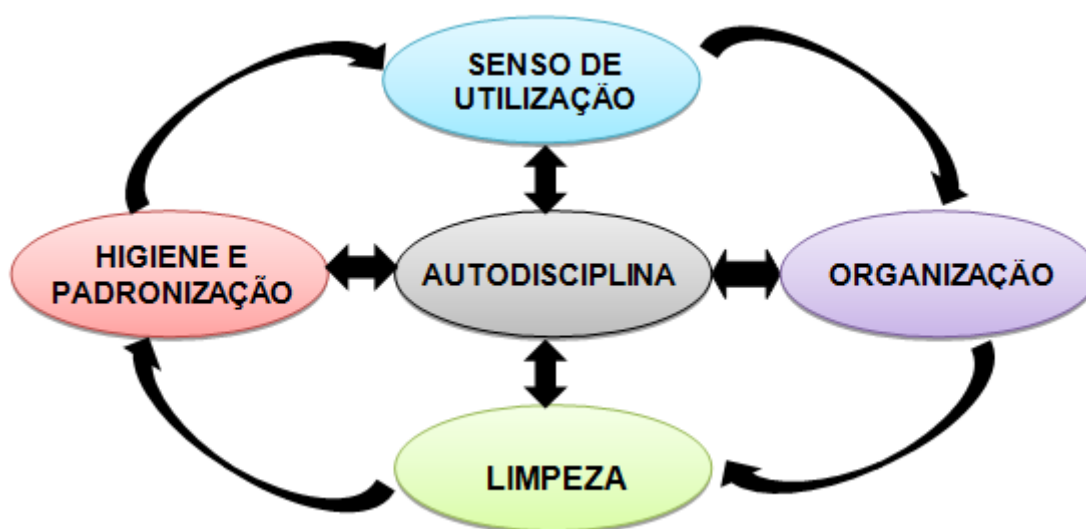 SENSO DE
UTILIZAÇÃO
HIGIENE E
PADRONIZAÇÃO
AUTODISCIPLINA
ORGANIZAÇÃO
LIMPEZA